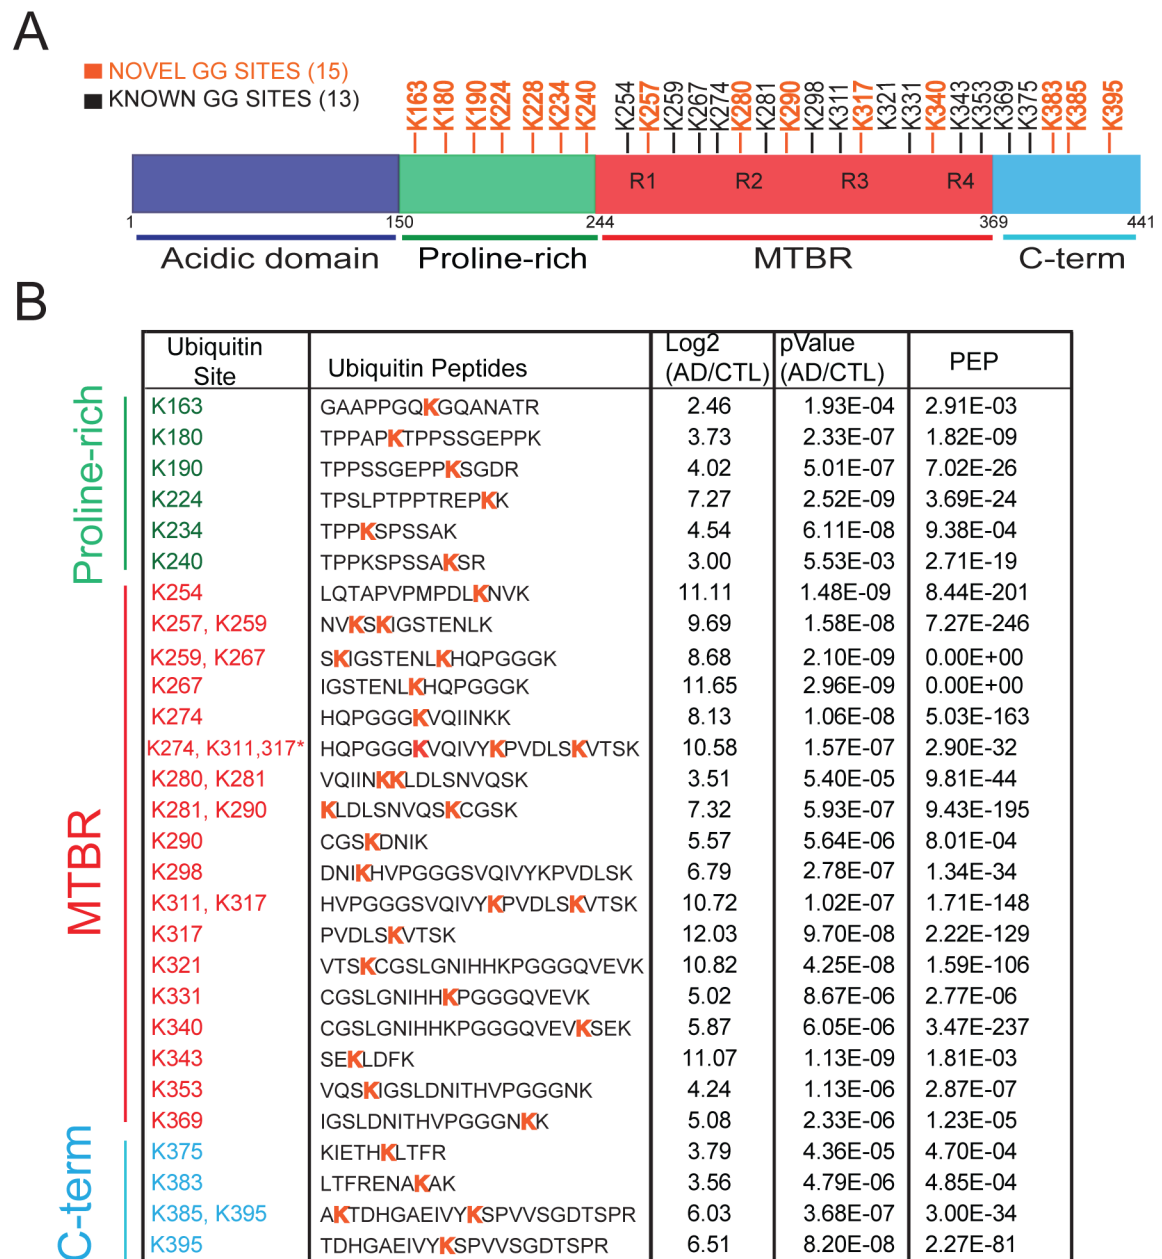 A
NOVEL GG SITES (15)
KNOWN GG SITES (13)
K163 K180 K190 K224 K228 K234 K240 K254 K257 K259 K267 K274 K280 K281 K290 K298 K311 K317 K321 K331 K340 K343 K353 K369 K375 K383 K385 K395
R1 R2 R3 R4
1 150 244 369 441
Acidic domain Proline-rich MTBR C-term
B
Ubiquitin Site Ubiquitin Peptides Log2 (AD/CTL) pValue (AD/CTL) PEP
Proline-rich
K163 GAAPPGQKGQANATR 2.46 1.93E-04 2.91E-03
K180 TPPAPKTPPSSGEPPK 3.73 2.33E-07 1.82E-09
K190 TPPSSGEPPKSGDR 4.02 5.01E-07 7.02E-26
K224 TPSLPTPPTREPKK 7.27 2.52E-09 3.69E-24
K234 TPPKSPSSAK 4.54 6.11E-08 9.38E-04
K240 TPPKSPSSAKSR 3.00 5.53E-03 2.71E-19
MTBR
K254 LQTAPVPMPDLKNVK 11.11 1.48E-09 8.44E-201
K257, K259 NVKSKIGSTENLK 9.69 1.58E-08 7.27E-246
K259, K267 SKIGSTENLKHQPGGGK 8.68 2.10E-09 0.00E+00
K267 IGSTENLKHQPGGGK 11.65 2.96E-09 0.00E+00
K274 HQPGGGKVQIINKK 8.13 1.06E-08 5.03E-163
K274, K311,317* HQPGGGKVQIVYKPVDLSKVTSK 10.58 1.57E-07 2.90E-32
K280, K281 VQIINKKLDLSNVQSK 3.51 5.40E-05 9.81E-44
K281, K290 KLDLSNVQSKCGSK 7.32 5.93E-07 9.43E-195
K290 CGSKDNIK 5.57 5.64E-06 8.01E-04
K298 DNIKHVPGGGSVQIVYKPVDLSK 6.79 2.78E-07 1.34E-34
K311, K317 HVPGGGSVQIVYKPVDLSKVTSK 10.72 1.02E-07 1.71E-148
K317 PVDLSKVTSK 12.03 9.70E-08 2.22E-129
K321 VTSKCGSLGNIHHKPGGGQVEVK 10.82 4.25E-08 1.59E-106
K331 CGSLGNIHHKPGGGQVEVK 5.02 8.67E-06 2.77E-06
K340 CGSLGNIHHKPGGGQVEVKSEK 5.87 6.05E-06 3.47E-237
K343 SEKLDFK 11.07 1.13E-09 1.81E-03
K353 VQSKIGSLDNITHVPGGGNK 4.24 1.13E-06 2.87E-07
K369 IGSLDNITHVPGGGNKK 5.08 2.33E-06 1.23E-05
C-term
K375 KIETHKLTFR 3.79 4.36E-05 4.70E-04
K383 LTFRENAKAK 3.56 4.79E-06 4.85E-04
K385, K395 AKTDHGAEIVYKSPVVSGDTSPR 6.03 3.68E-07 3.00E-34
K395 TDHGAEIVYKSPVVSGDTSPR 6.51 8.20E-08 2.27E-81